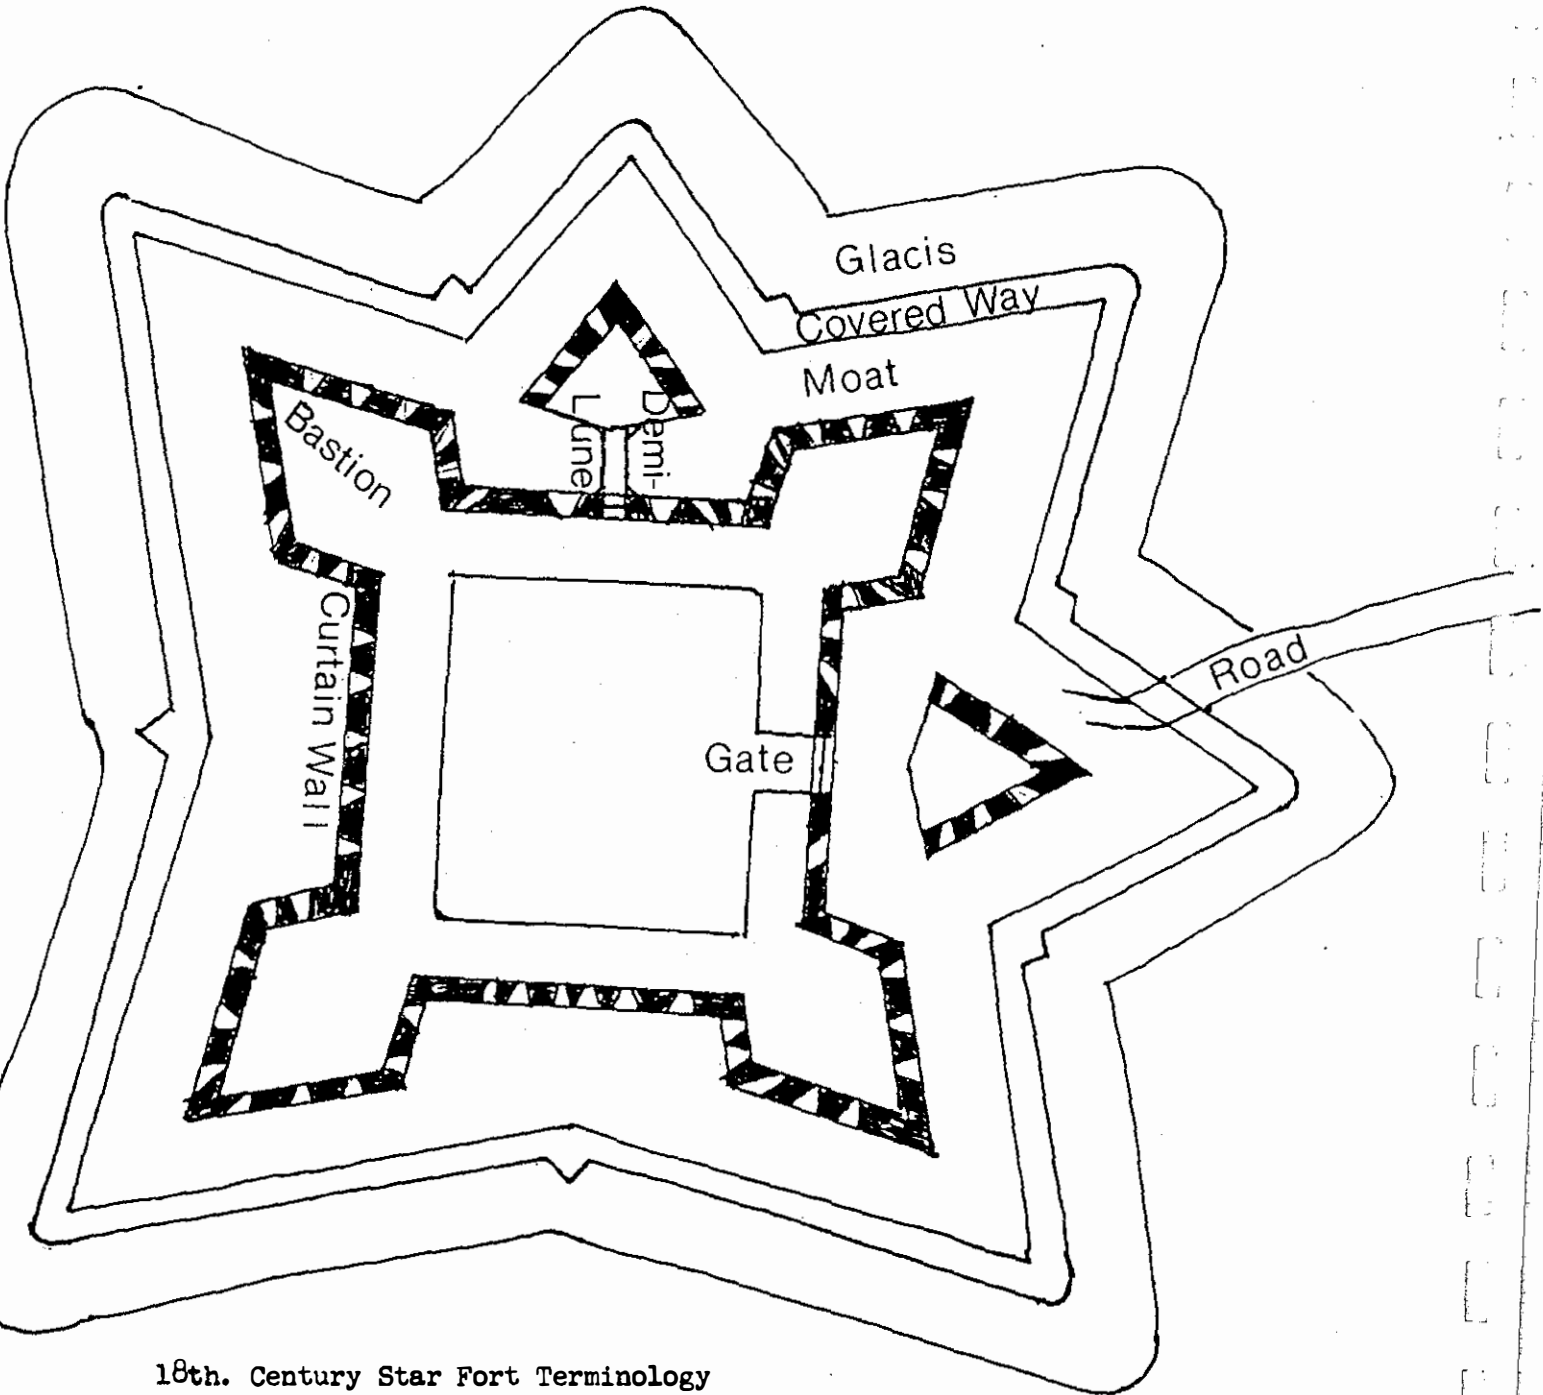 Glacis
Covered Way
Moat
Demi-
Lune
Bastion
Curtain Wall
Road
Gate
18th. Century Star Fort Terminology